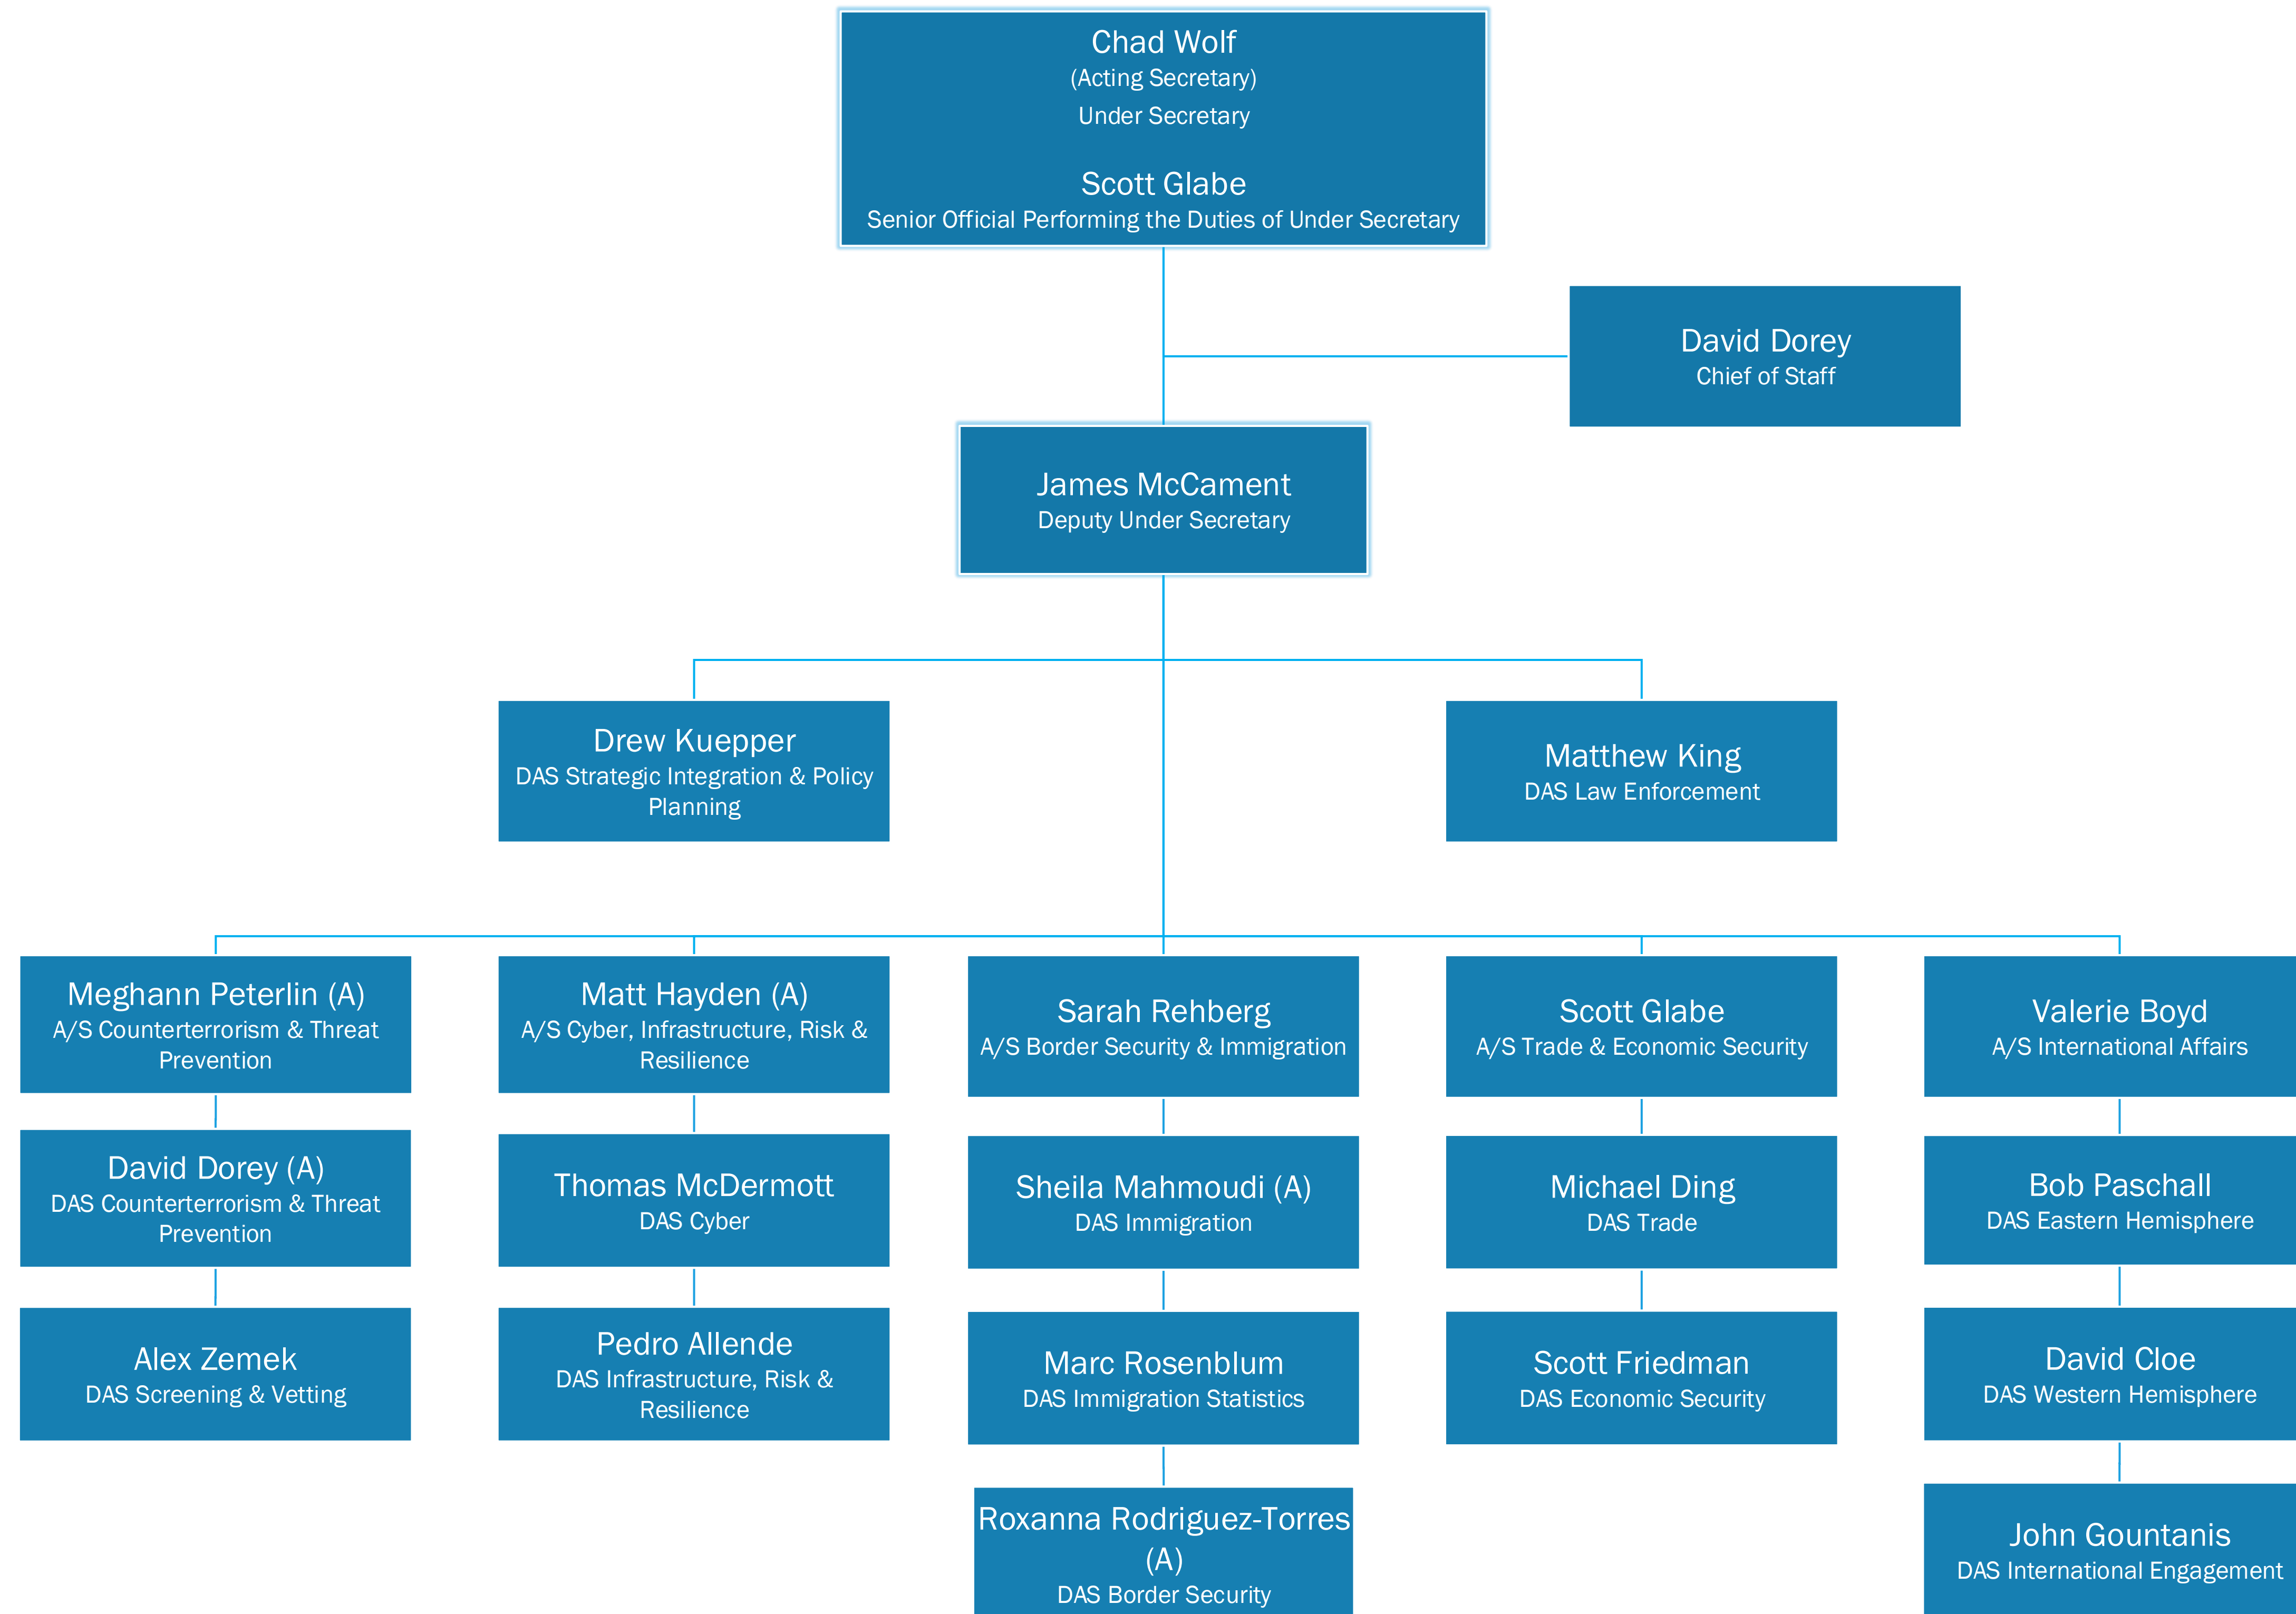 Chad Wolf
(Acting Secretary)
Under Secretary
Scott Glabe
Senior Official Performing the Duties of Under Secretary
David Dorey
Chief of Staff
James McCament
Deputy Under Secretary
Drew Kuepper
DAS Strategic Integration & Policy
Planning
Matthew King
DAS Law Enforcement
Meghann Peterlin (A)
A/S Counterterrorism & Threat
Prevention
Matt Hayden (A)
A/S Cyber, Infrastructure, Risk &
Resilience
Sarah Rehberg
A/S Border Security & Immigration
Scott Glabe
A/S Trade & Economic Security
Valerie Boyd
A/S International Affairs
David Dorey (A)
DAS Counterterrorism & Threat
Prevention
Thomas McDermott
DAS Cyber
Sheila Mahmoudi (A)
DAS Immigration
Michael Ding
DAS Trade
Bob Paschall
DAS Eastern Hemisphere
Alex Zemek
DAS Screening & Vetting
Pedro Allende
DAS Infrastructure, Risk &
Resilience
Marc Rosenblum
DAS Immigration Statistics
Scott Friedman
DAS Economic Security
David Cloe
DAS Western Hemisphere
Roxanna Rodriguez-Torres
(A)
DAS Border Security
John Gountanis
DAS International Engagement